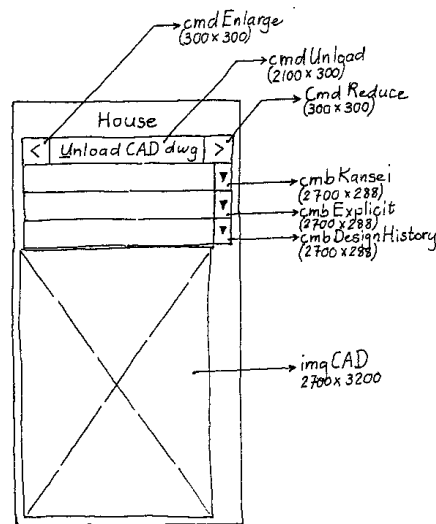 cmd Enlarge
(300 x 300)
cmd Unload
(2100 x 300)
Cmd Reduce
(300 x 300)
House
< Unload CAD dwg >
cmb Kansei
(2700 x 288)
cmb Explicit
(2700 x 288)
cmb Design History
(2700 x 288)
img CAD
2700 x 3200